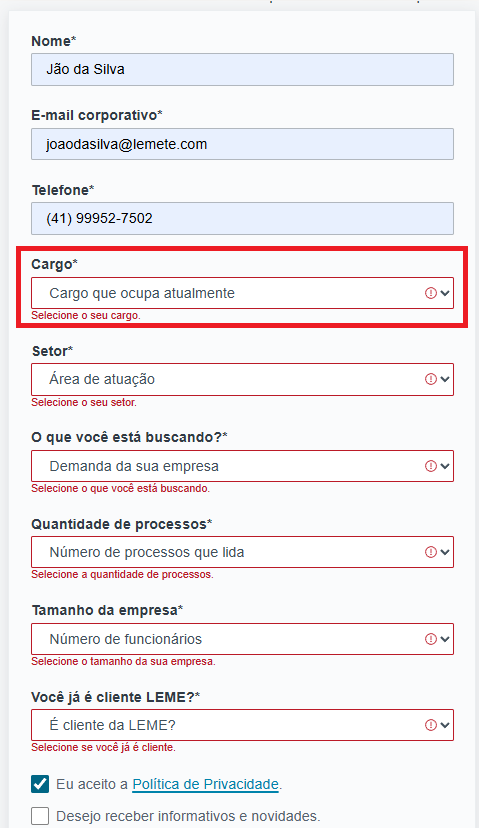 Nome*
Jão da Silva
E-mail corporativo*
joaodasilva@lemete.com
Telefone*
(41) 99952-7502
Cargo*
Cargo que ocupa atualmente
Selecione o seu cargo.
Setor*
Área de atuação
Selecione o seu setor.
O que você está buscando?*
Demanda da sua empresa
Selecione o que você está buscando.
Quantidade de processos*
Número de processos que lida
Selecione a quantidade de processos.
Tamanho da empresa*
Número de funcionários
Selecione o tamanho da sua empresa.
Você já é cliente LEME?*
É cliente da LEME?
Selecione se você já é cliente.
Eu aceito a Política de Privacidade.
Desejo receber informativos e novidades.